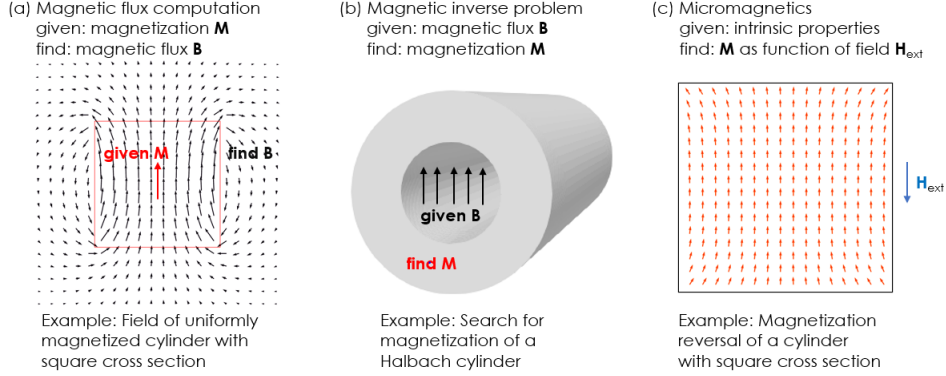 (a) Magnetic flux computation
given: magnetization M
find: magnetic flux B
given M
find B
Example: Field of uniformly
magnetized cylinder with
square cross section
(b) Magnetic inverse problem
given: magnetic flux B
find: magnetization M
given B
find M
Example: Search for
magnetization of a
Halbach cylinder
(c) Micromagnetics
given: intrinsic properties
find: M as function of field Hext
Hext
Example: Magnetization
reversal of a cylinder
with square cross section